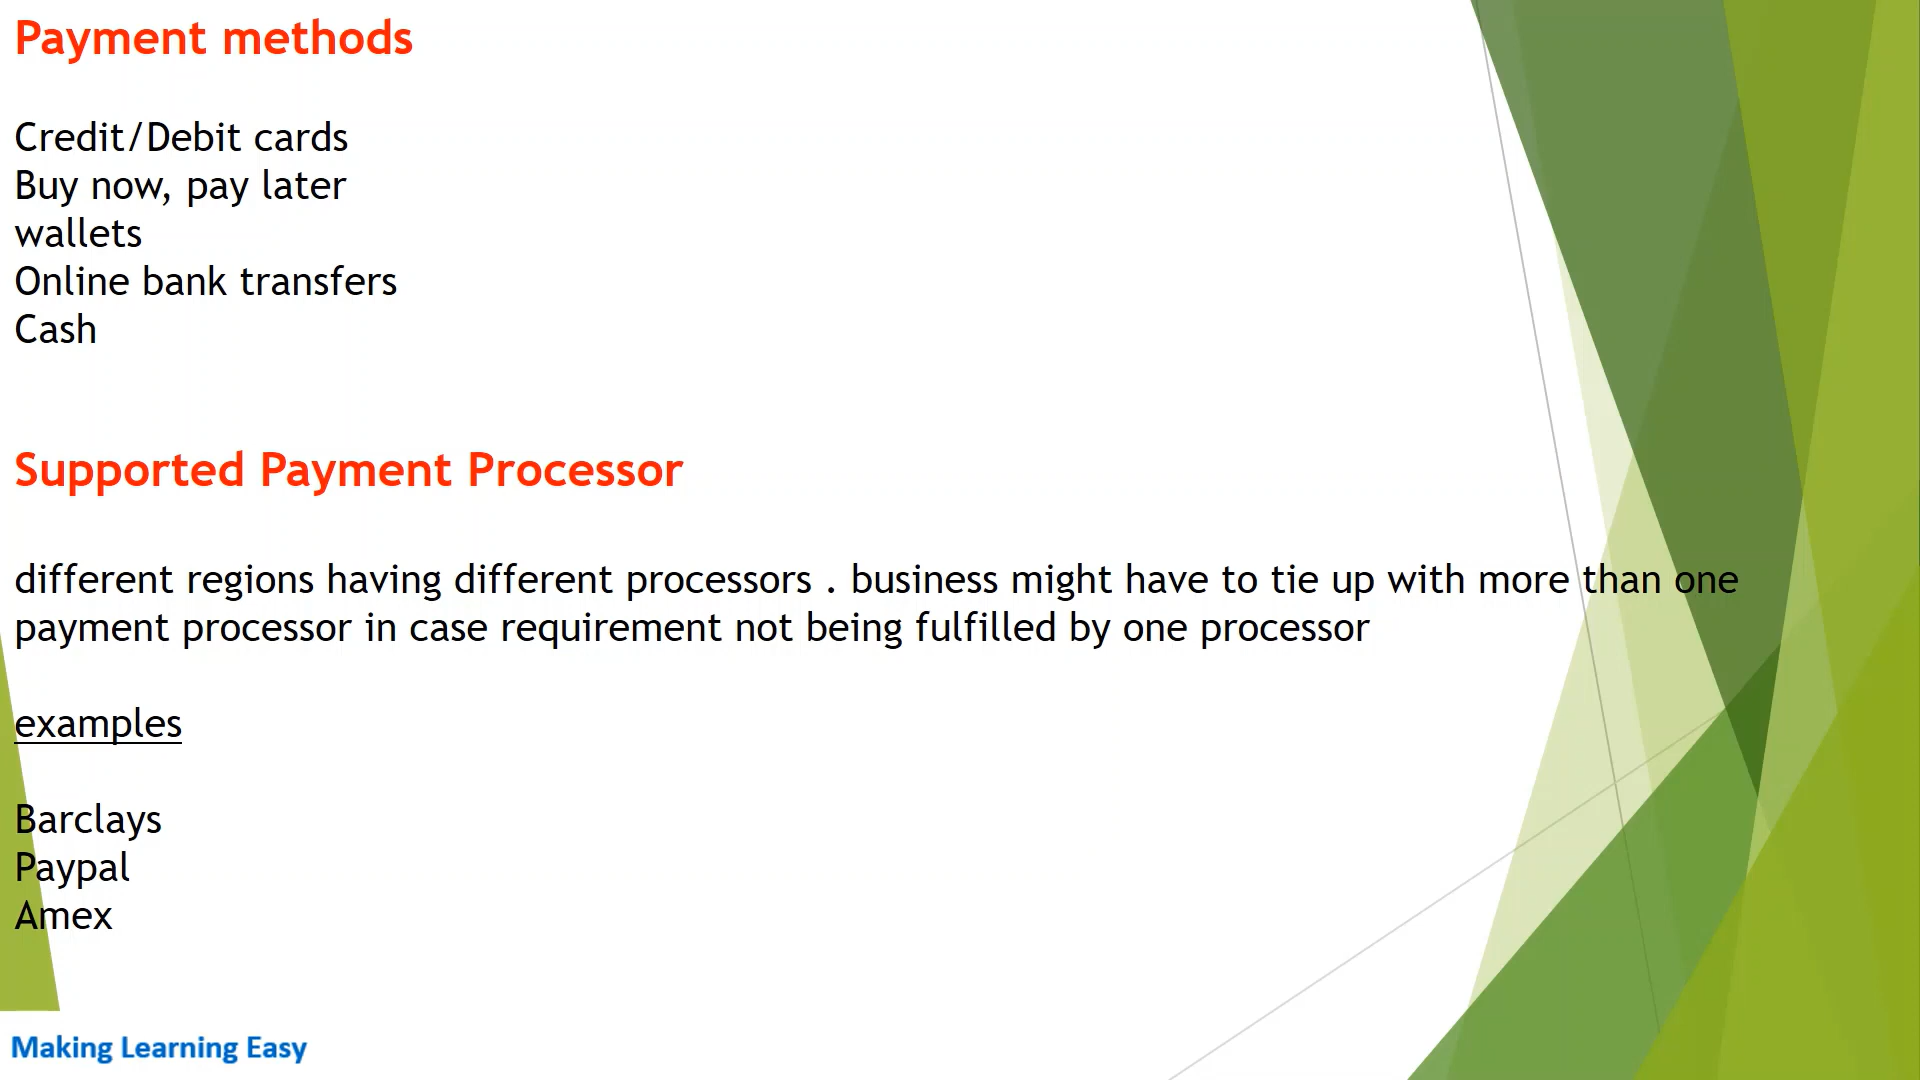 Payment methods
Credit/Debit cards
Buy now, pay later
wallets
Online bank transfers
Cash
Supported Payment Processor
different regions having different processors . business might have to tie up with more than one
payment processor in case requirement not being fulfilled by one processor
examples
Barclays
Paypal
Amex
Making Learning Easy